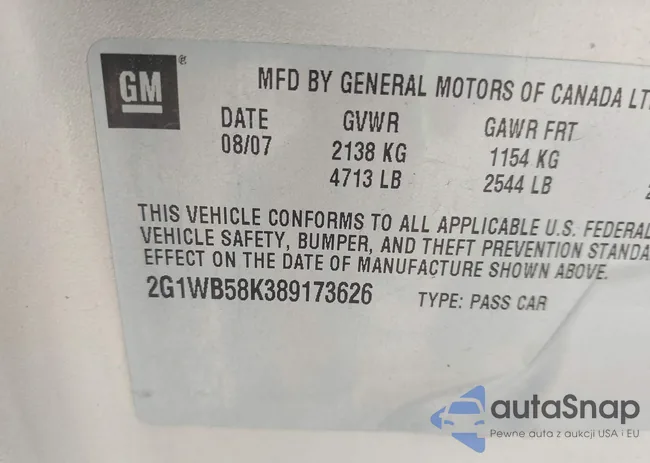 GM®
MFD BY GENERAL MOTORS OF CANADA LT
DATE GVWR GAWR FRT
08/07 2138 KG 1154 KG
4713 LB 2544 LB
THIS VEHICLE CONFORMS TO ALL APPLICABLE U.S. FEDERAL
VEHICLE SAFETY, BUMPER, AND THEFT PREVENTION STANDA
EFFECT ON THE DATE OF MANUFACTURE SHOWN ABOVE.
2G1WB58K389173626 TYPE: PASS CAR
autaSnap
Pewne auta z aukcji USA i EU